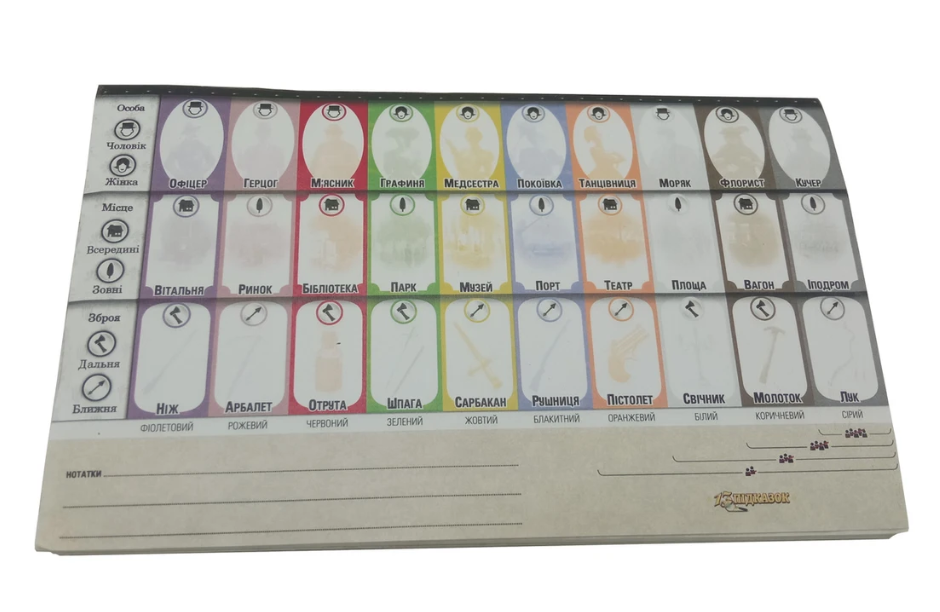 Особа
Чоловік
Жінка
Офіцер Герцог М'ясник Графиня Медсестра Покоївка Танцівниця Моряк Флорист Кучер
Місце
Всередині
Зовні
Вітальня Ринок Бібліотека Парк Музей Порт Театр Площа Вагон Іподром
Зброя
Дальня
Ближня
Ніж Арбалет Отрута Шпага Сарбакан Рушниця Пістолет Свічник Молоток Лук
ФІОЛЕТОВИЙ РОЖЕВИЙ ЧЕРВОНИЙ ЗЕЛЕНИЙ ЖОВТИЙ БЛАКИТНИЙ ОРАНЖЕВИЙ БІЛИЙ КОРИЧНЕВИЙ СІРИЙ
НОТАТКИ
13 ПІДКАЗОК